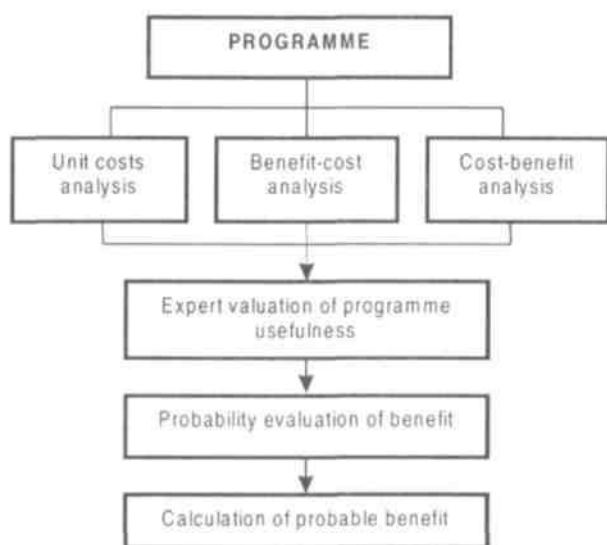 PROGRAMME
Unit costs
analysis
Benefit-cost
analysis
Cost-benefit
analysis
Expert valuation of programme
usefulness
Probability evaluation of benefit
Calculation of probable benefit